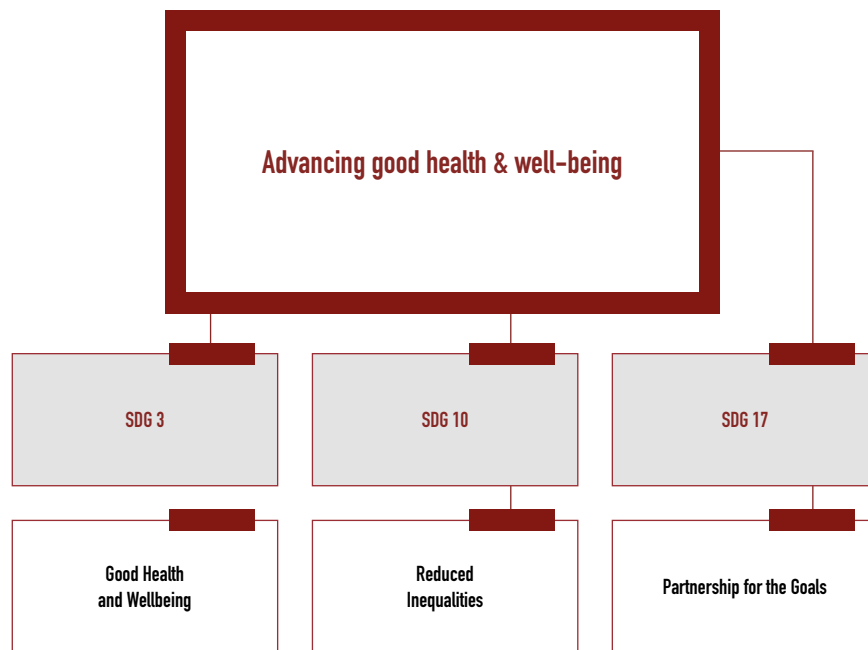 Advancing good health & well-being
SDG 3
SDG 10
SDG 17
Good Health
and Wellbeing
Reduced
Inequalities
Partnership for the Goals